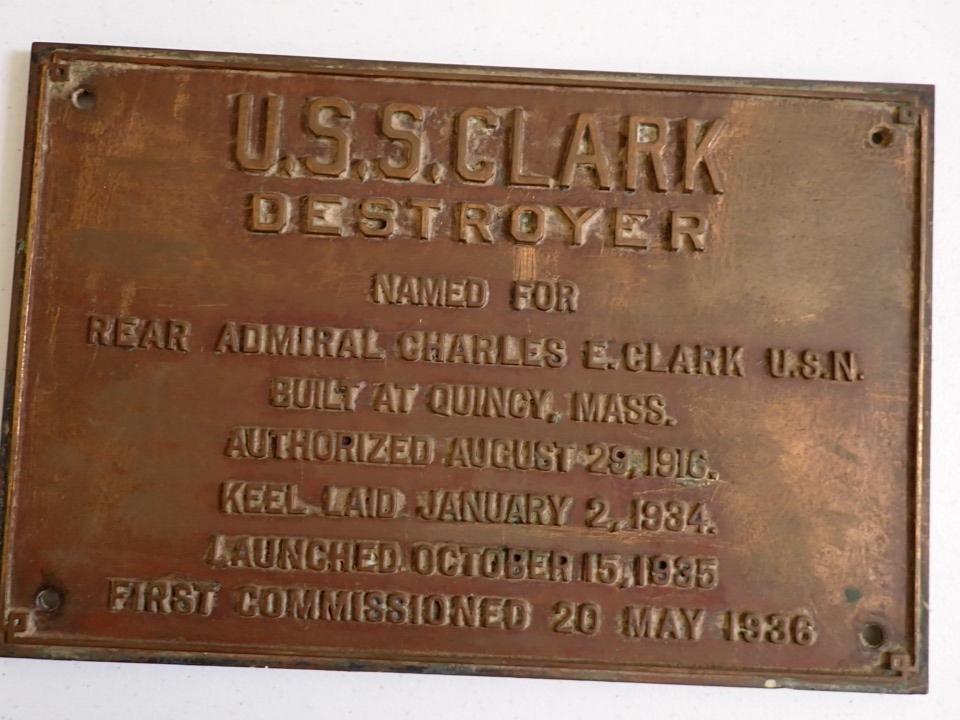 U.S.S. CLARK
DESTROYER
NAMED FOR
REAR ADMIRAL CHARLES E. CLARK U.S.N.
BUILT AT QUINCY, MASS.
AUTHORIZED AUGUST 29, 1916.
KEEL LAID JANUARY 2, 1934.
LAUNCHED OCTOBER 15, 1935
FIRST COMMISSIONED 20 MAY 1936